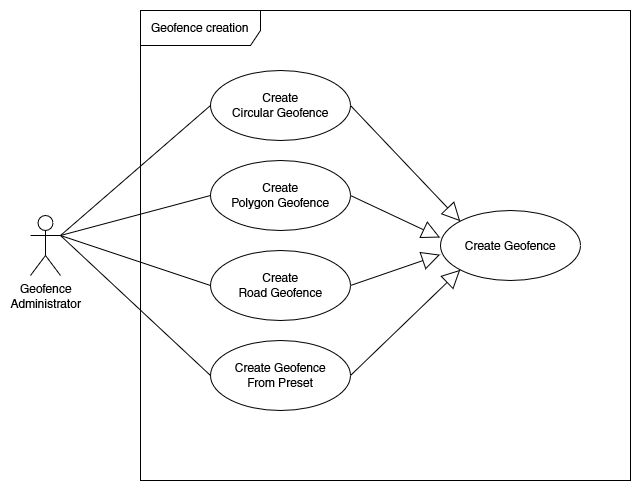 Geofence creation
Create
Circular Geofence
Create
Polygon Geofence
Create Geofence
Create
Road Geofence
Geofence
Administrator
Create Geofence
From Preset